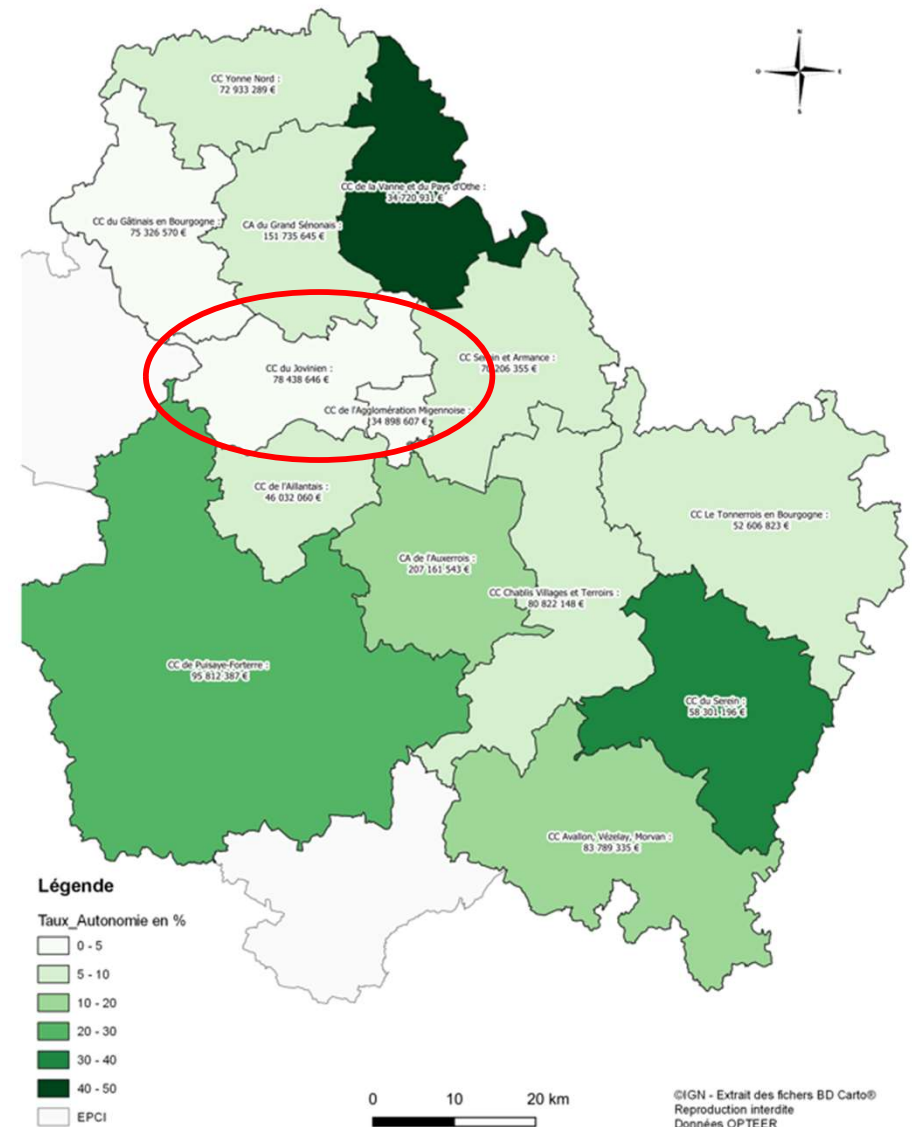 N
O
E
S
CC Yonne Nord :
72 933 289 €
CC de la Vanne et du Pays d'Othe :
34 720 931 €
CC du Gâtinais en Bourgogne :
75 326 570 €
CA du Grand Sénonais :
151 735 645 €
CC Serein et Armance :
70 206 355 €
CC du Jovinien :
78 438 646 €
CC de l'Agglomération Migennoise :
34 898 607 €
CC de l'Aillantais :
46 032 060 €
CC Le Tonnerrois en Bourgogne :
52 606 823 €
CA de l'Auxerrois :
207 161 543 €
CC Chablis Villages et Terroirs :
80 822 148 €
CC de Puisaye-Forterre :
95 812 387 €
CC du Serein :
58 301 196 €
CC Avallon, Vézelay, Morvan :
83 789 335 €
Légende
Taux_Autonomie en %
0 - 5
5 - 10
10 - 20
20 - 30
30 - 40
40 - 50
EPCI
0 10 20 km
©IGN - Extrait des fichers BD Carto®
Reproduction interdite
Données OPTEER